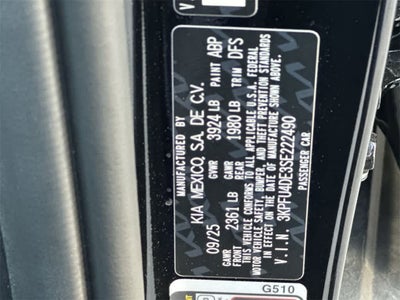 MANUFACTURED BY
KIA MEXICO, S.A. DE C.V.
09/25 GVWR 3924 LB PAINT ABP
GAWR 2361 LB GAWR REAR 1980 LB TRIM DFS
THIS VEHICLE CONFORMS TO ALL APPLICABLE U.S.A. FEDERAL
MOTOR VEHICLE SAFETY, BUMPER, AND THEFT PREVENTION STANDARDS
IN EFFECT ON THE DATE OF MANUFACTURE SHOWN ABOVE.
V.I.N. 3KPFU4DE3SE222490
PASSENGER CAR
G510